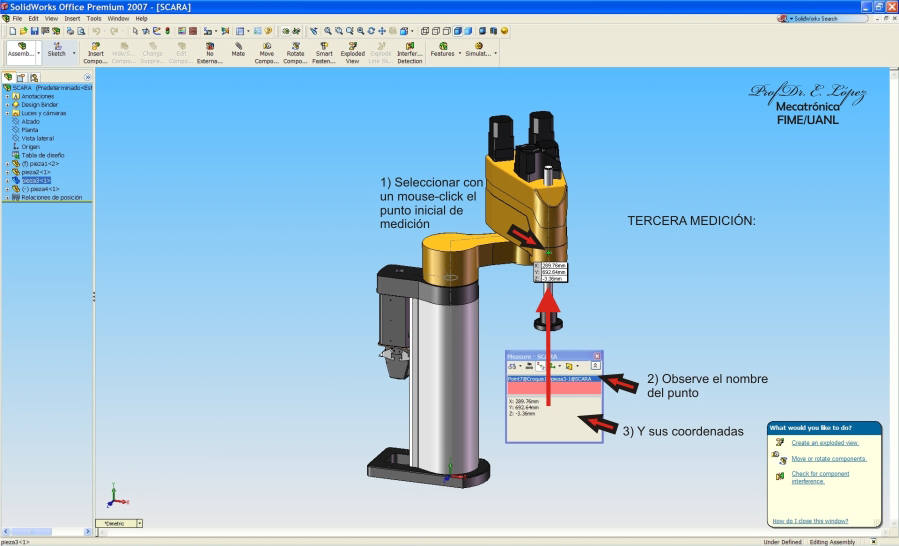 SolidWorks Office Premium 2007 - [SCARA]
File Edit View Insert Tools Window Help
SolidWorks Search
Assemb...
Sketch
Insert Compo...
Hide/S... Compo...
Change Suppre...
Edit Compo...
No Externa...
Mate
Move Compo...
Rotate Compo...
Smart Fasten...
Exploded View
Explod Line Sk...
Interfer... Detection
Features
Simulat...
SCARA (Predeterminado<Est
Anotaciones
Design Binder
Luces y cámaras
Alzado
Planta
Vista lateral
Origen
Tabla de diseño
(f) pieza1<2>
pieza2<1>
pieza3<1>
(-) pieza4<1>
Relaciones de posición
Prof. Dr. E. López
Mecatrónica
FIME/UANL
1) Seleccionar con
un mouse-click el
punto inicial de
medición
TERCERA MEDICIÓN:
X: 289.76mm
Y: 692.64mm
Z: -3.36mm
Measure - SCARA
X: 289.76mm
Y: 692.64mm
Z: -3.36mm
2) Observe el nombre
del punto
3) Y sus coordenadas
What would you like to do?
Create an exploded view.
Move or rotate components.
Check for component
interference.
How do I close this window?
*Dimetric
pieza3<1>
Under Defined Editing Assembly